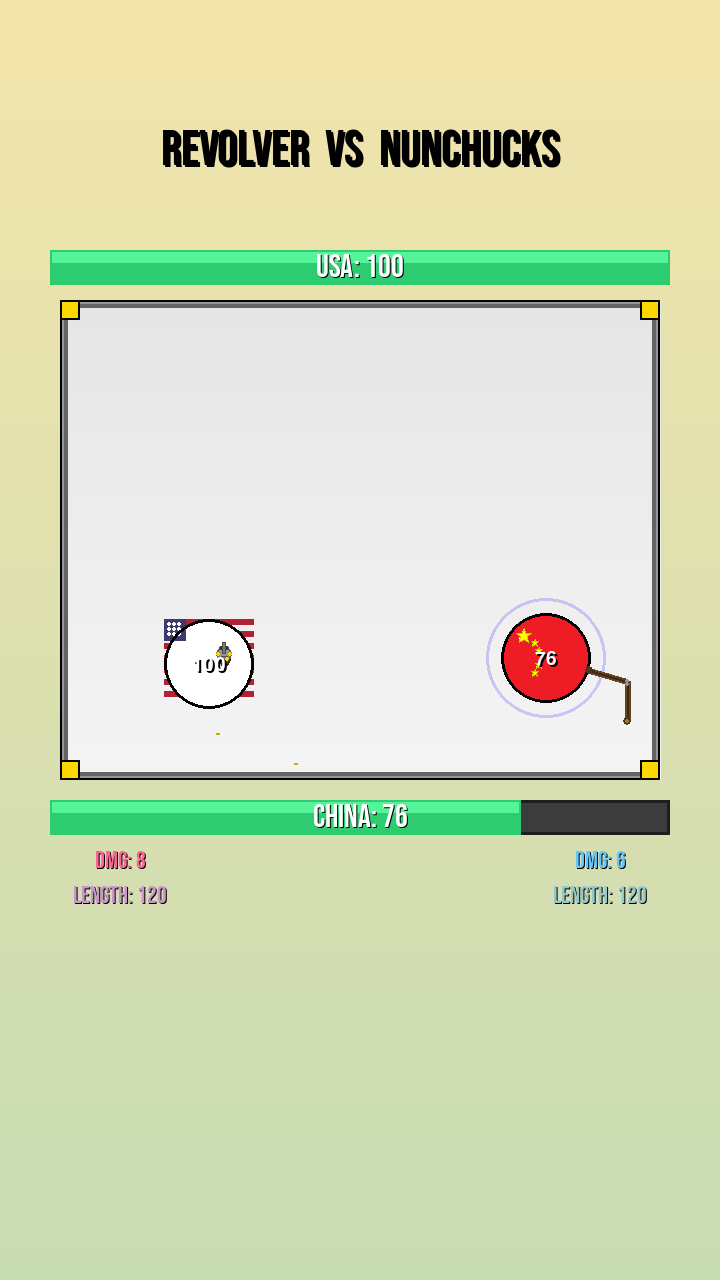 REVOLVER VS NUNCHUCKS
USA: 100
100
76
CHINA: 76
DMG: 8
DMG: 6
LENGTH: 120
LENGTH: 120